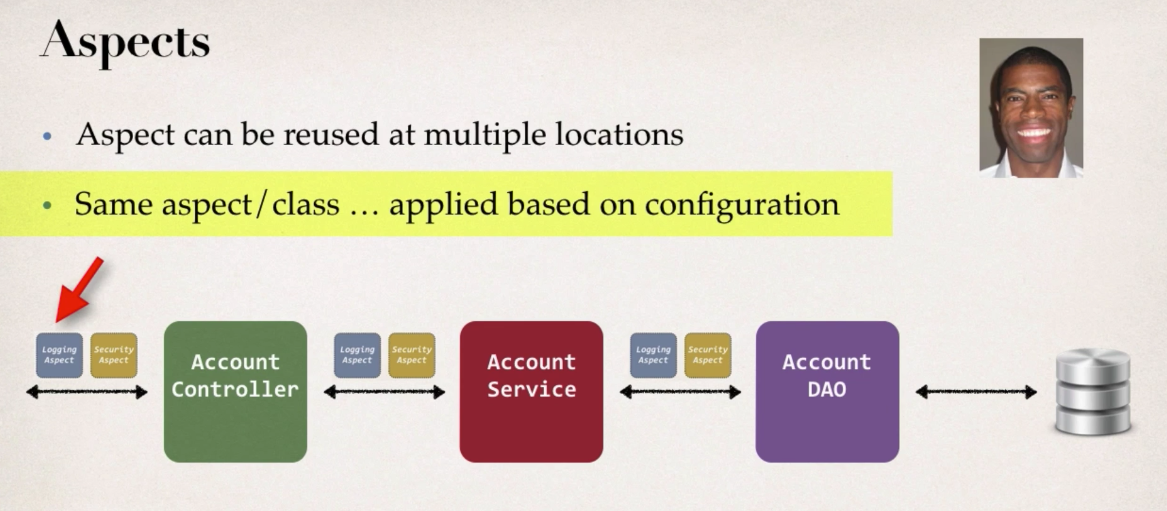 Aspects
• Aspect can be reused at multiple locations
• Same aspect/class … applied based on configuration
Logging
Aspect
Security
Aspect
Account
Controller
Logging
Aspect
Security
Aspect
Account
Service
Logging
Aspect
Security
Aspect
Account
DAO